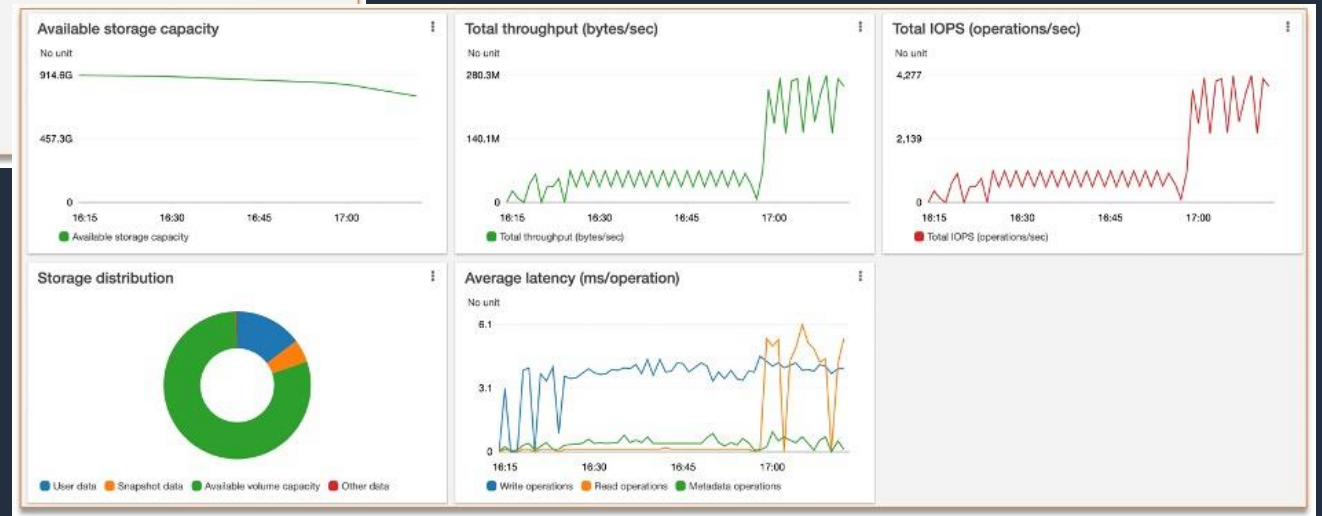 Available storage capacity
No unit
914.6G
457.3G
0
16:15 16:30 16:45 17:00
Available storage capacity
Total throughput (bytes/sec)
No unit
280.3M
140.1M
0
16:15 16:30 16:45 17:00
Total throughput (bytes/sec)
Total IOPS (operations/sec)
No unit
4,277
2,139
0
16:15 16:30 16:45 17:00
Total IOPS (operations/sec)
Storage distribution
User data Snapshot data Available volume capacity Other data
Average latency (ms/operation)
No unit
6.1
3.1
0
16:15 16:30 16:45 17:00
Write operations Read operations Metadata operations